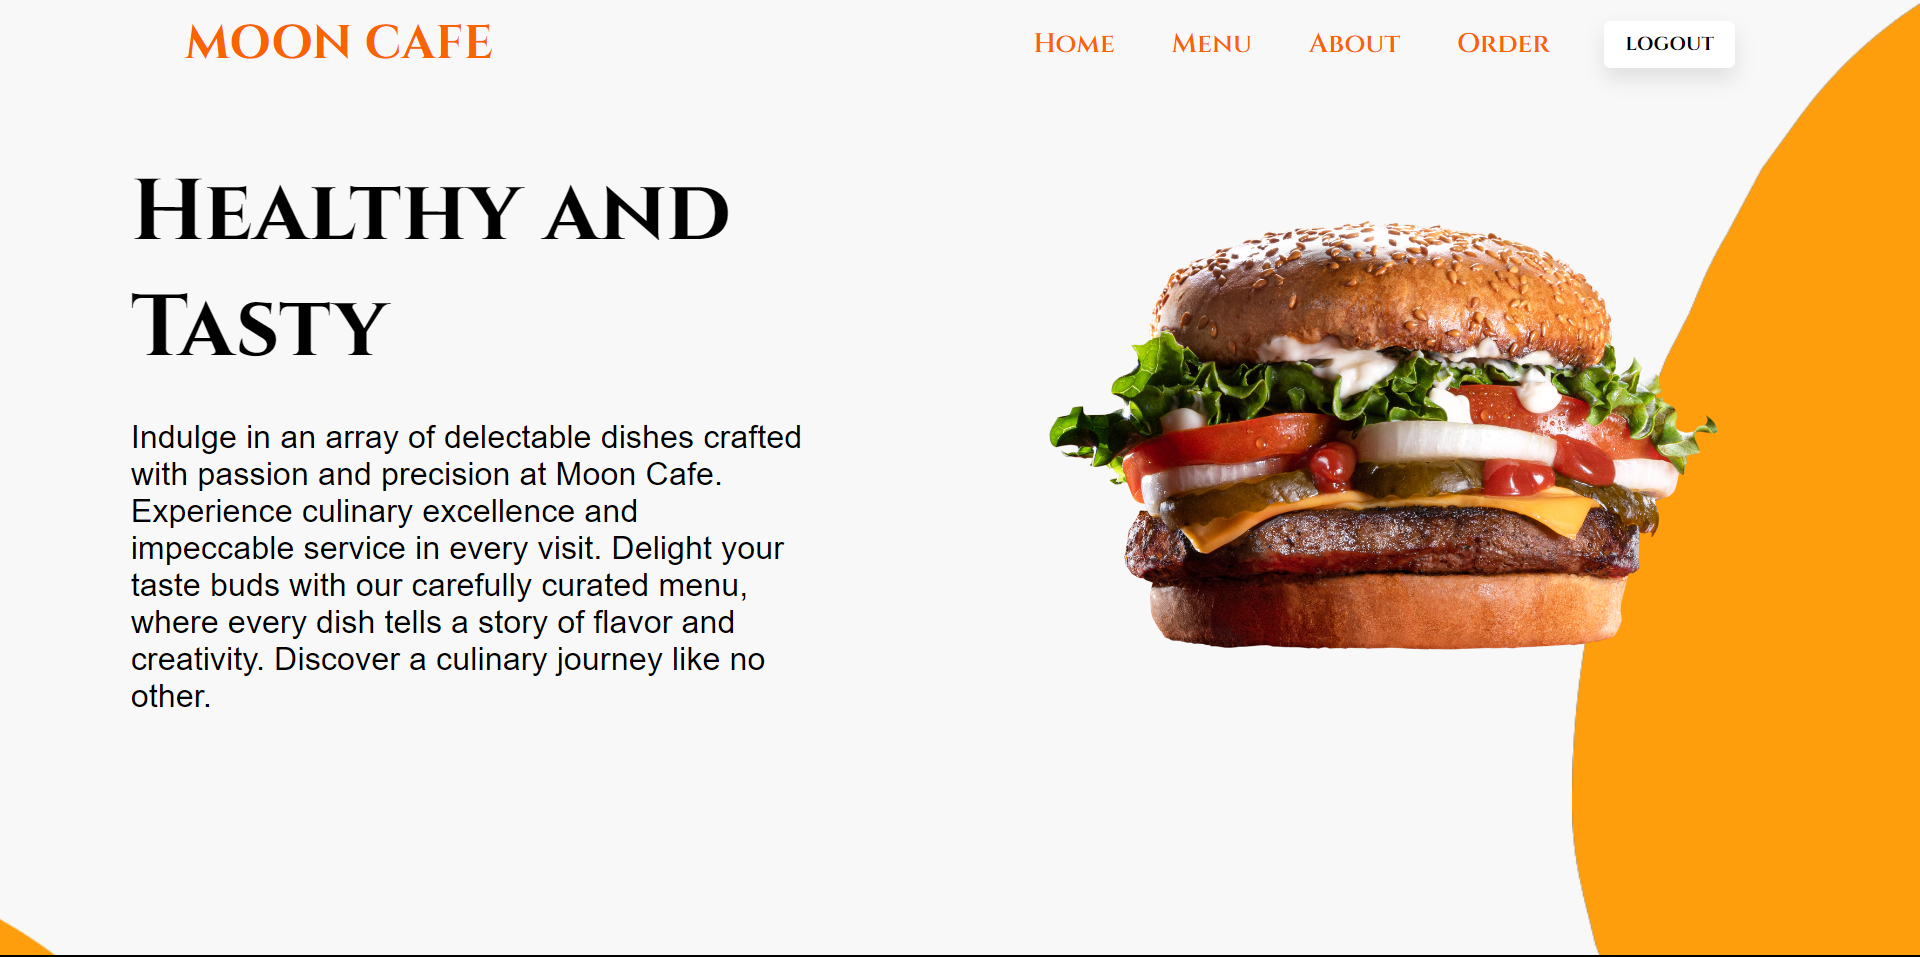 MOON CAFE
Home Menu About Order LOGOUT
Healthy and
Tasty
Indulge in an array of delectable dishes crafted
with passion and precision at Moon Cafe.
Experience culinary excellence and
impeccable service in every visit. Delight your
taste buds with our carefully curated menu,
where every dish tells a story of flavor and
creativity. Discover a culinary journey like no
other.